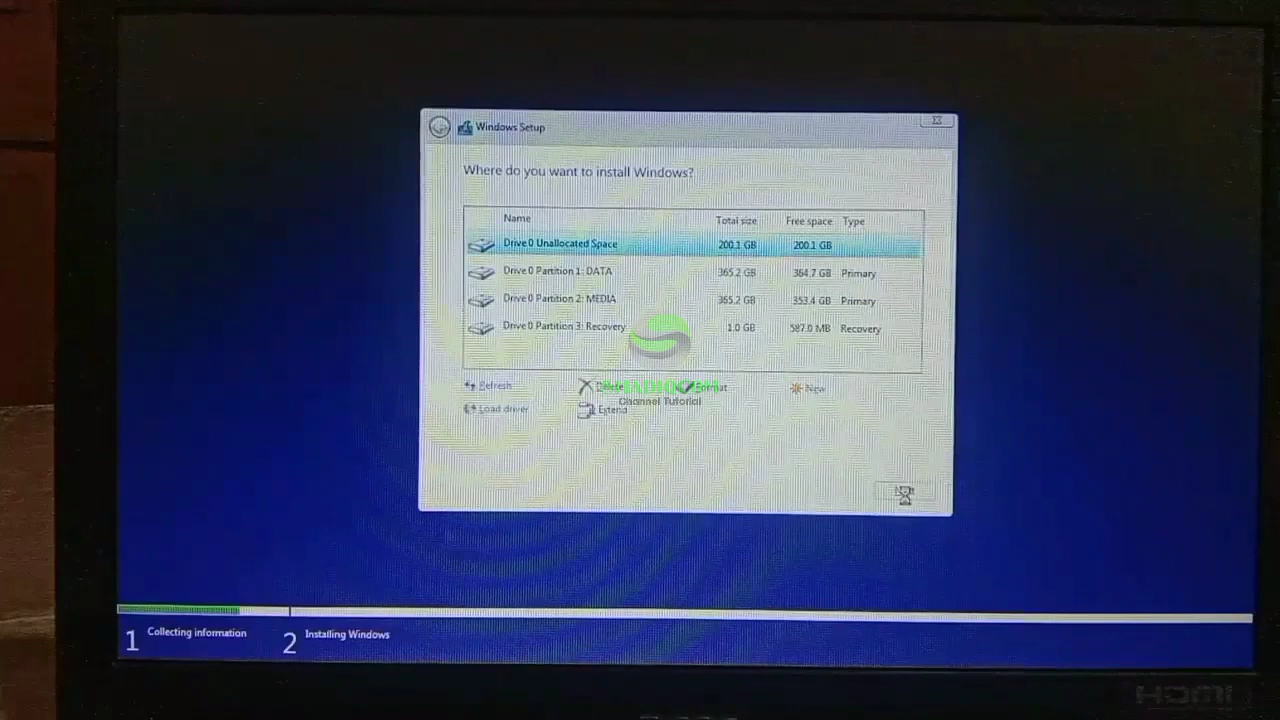 Windows Setup
Where do you want to install Windows?
Name Total size Free space Type
Drive 0 Unallocated Space 200.1 GB 200.1 GB
Drive 0 Partition 1: DATA 365.2 GB 364.7 GB Primary
Drive 0 Partition 2: MEDIA 365.2 GB 353.4 GB Primary
Drive 0 Partition 3: Recovery 1.0 GB 587.0 MB Recovery
Refresh Delete Format New
Channel Tutorial
Load driver Extend
1 Collecting information 2 Installing Windows
HDMI